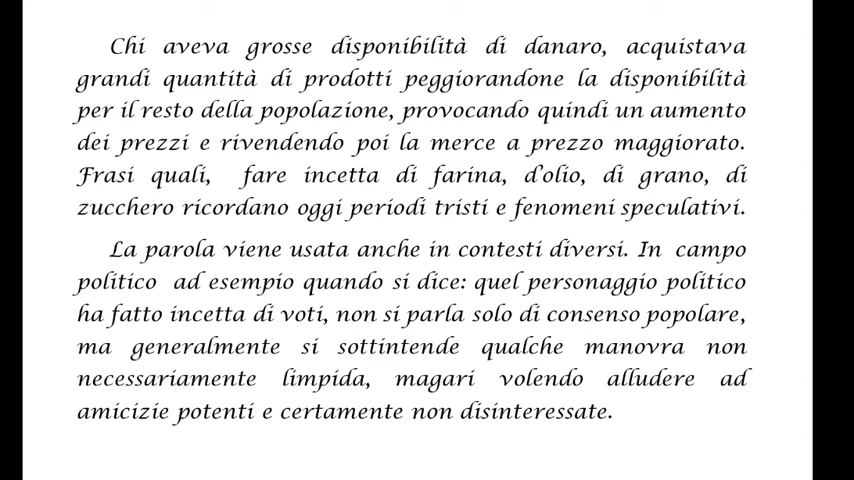 Chi aveva grosse disponibilità di danaro, acquistava
grandi quantità di prodotti peggiorandone la disponibilità
per il resto della popolazione, provocando quindi un aumento
dei prezzi e rivendendo poi la merce a prezzo maggiorato.
Frasi quali, fare incetta di farina, d'olio, di grano, di
zucchero ricordano oggi periodi tristi e fenomeni speculativi.
La parola viene usata anche in contesti diversi. In campo
politico ad esempio quando si dice: quel personaggio politico
ha fatto incetta di voti, non si parla solo di consenso popolare,
ma generalmente si sottintende qualche manovra non
necessariamente limpida, magari volendo alludere ad
amicizie potenti e certamente non disinteressate.